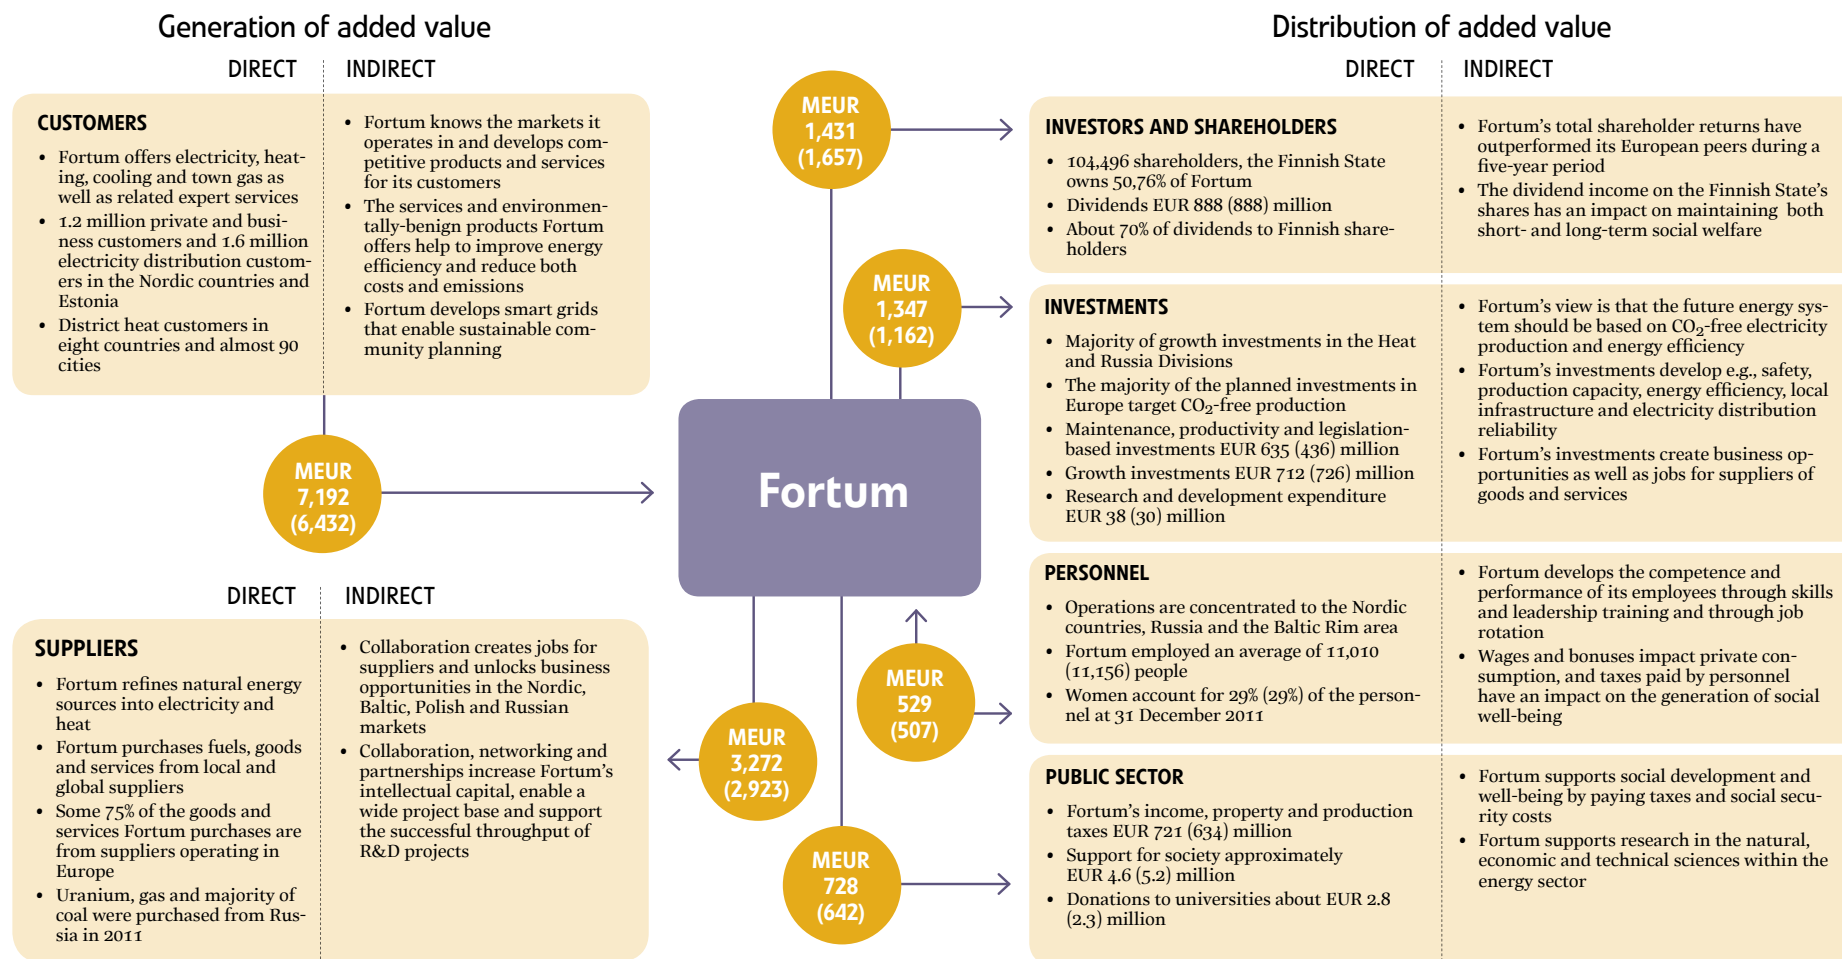 Generation of added value
DIRECT
INDIRECT
CUSTOMERS
• Fortum offers electricity, heat-
ing, cooling and town gas as
well as related expert services
• 1.2 million private and busi-
ness customers and 1.6 million
electricity distribution custom-
ers in the Nordic countries and
Estonia
• District heat customers in
eight countries and almost 90
cities
• Fortum knows the markets it
operates in and develops com-
petitive products and services
for its customers
• The services and environmen-
tally-benign products Fortum
offers help to improve energy
efficiency and reduce both
costs and emissions
• Fortum develops smart grids
that enable sustainable com-
munity planning
MEUR
7,192
(6,432)
DIRECT
INDIRECT
SUPPLIERS
• Fortum refines natural energy
sources into electricity and
heat
• Fortum purchases fuels, goods
and services from local and
global suppliers
• Some 75% of the goods and
services Fortum purchases are
from suppliers operating in
Europe
• Uranium, gas and majority of
coal were purchased from Rus-
sia in 2011
• Collaboration creates jobs for
suppliers and unlocks business
opportunities in the Nordic,
Baltic, Polish and Russian
markets
• Collaboration, networking and
partnerships increase Fortum's
intellectual capital, enable a
wide project base and support
the successful throughput of
R&D projects
Fortum
MEUR
1,431
(1,657)
MEUR
1,347
(1,162)
MEUR
529
(507)
MEUR
3,272
(2,923)
MEUR
728
(642)
Distribution of added value
DIRECT
INDIRECT
INVESTORS AND SHAREHOLDERS
• 104,496 shareholders, the Finnish State
owns 50,76% of Fortum
• Dividends EUR 888 (888) million
• About 70% of dividends to Finnish share-
holders
• Fortum's total shareholder returns have
outperformed its European peers during a
five-year period
• The dividend income on the Finnish State's
shares has an impact on maintaining both
short- and long-term social welfare
INVESTMENTS
• Majority of growth investments in the Heat
and Russia Divisions
• The majority of the planned investments in
Europe target CO₂-free production
• Maintenance, productivity and legislation-
based investments EUR 635 (436) million
• Growth investments EUR 712 (726) million
• Research and development expenditure
EUR 38 (30) million
• Fortum's view is that the future energy sys-
tem should be based on CO₂-free electricity
production and energy efficiency
• Fortum's investments develop e.g., safety,
production capacity, energy efficiency, local
infrastructure and electricity distribution
reliability
• Fortum's investments create business op-
portunities as well as jobs for suppliers of
goods and services
PERSONNEL
• Operations are concentrated to the Nordic
countries, Russia and the Baltic Rim area
• Fortum employed an average of 11,010
(11,156) people
• Women account for 29% (29%) of the person-
nel at 31 December 2011
• Fortum develops the competence and
performance of its employees through skills
and leadership training and through job
rotation
• Wages and bonuses impact private con-
sumption, and taxes paid by personnel
have an impact on the generation of social
well-being
PUBLIC SECTOR
• Fortum's income, property and production
taxes EUR 721 (634) million
• Support for society approximately
EUR 4.6 (5.2) million
• Donations to universities about EUR 2.8
(2.3) million
• Fortum supports social development and
well-being by paying taxes and social secu-
rity costs
• Fortum supports research in the natural,
economic and technical sciences within the
energy sector